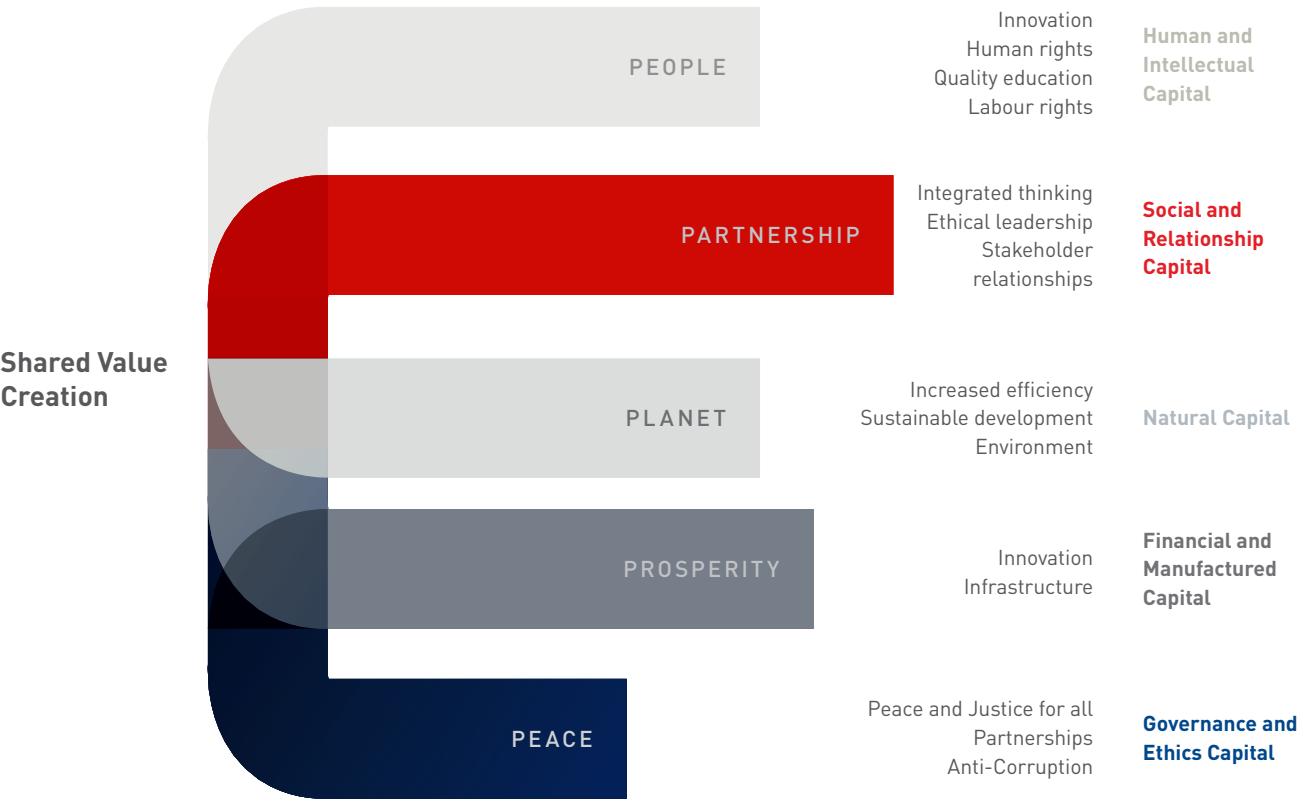 Shared Value
Creation
PEOPLE
Innovation
Human rights
Quality education
Labour rights
Human and
Intellectual
Capital
PARTNERSHIP
Integrated thinking
Ethical leadership
Stakeholder
relationships
Social and
Relationship
Capital
PLANET
Increased efficiency
Sustainable development
Environment
Natural Capital
PROSPERITY
Innovation
Infrastructure
Financial and
Manufactured
Capital
PEACE
Peace and Justice for all
Partnerships
Anti-Corruption
Governance and
Ethics Capital